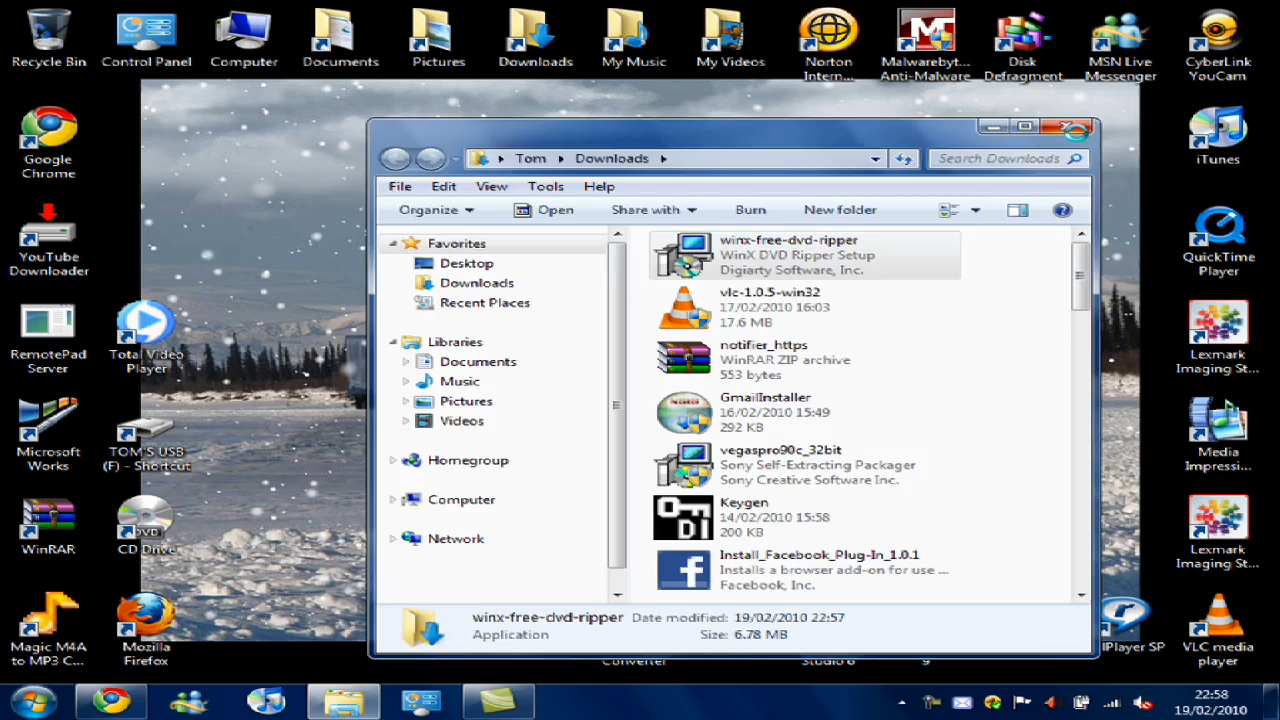 Recycle Bin
Control Panel
Computer
Documents
Pictures
Downloads
My Music
My Videos
Norton
Intern...
Malwarebyt...
Anti-Malware
Disk
Defragment
MSN Live
Messenger
CyberLink
YouCam
Google
Chrome
YouTube
Downloader
RemotePad
Server
Total Video
Player
Microsoft
Works
TOM'S USB
(F) - Shortcut
WinRAR
DVD
CD Drive
Magic M4A
to MP3 C...
Mozilla
Firefox
iTunes
QuickTime
Player
Lexmark
Imaging St...
Media
Impressi...
Lexmark
Imaging St...
VLC media
player
IPlayer SP
Converter
Studio 6
9
Tom
Downloads
Search Downloads
File Edit View Tools Help
Organize Open Share with Burn New folder
Favorites
Desktop
Downloads
Recent Places
Libraries
Documents
Music
Pictures
Videos
Homegroup
Computer
Network
winx-free-dvd-ripper
WinX DVD Ripper Setup
Digiarty Software, Inc.
vlc-1.0.5-win32
17/02/2010 16:03
17.6 MB
notifier_https
WinRAR ZIP archive
553 bytes
GmailInstaller
16/02/2010 15:49
292 KB
vegaspro90c_32bit
Sony Self-Extracting Packager
Sony Creative Software Inc.
Keygen
14/02/2010 15:58
200 KB
Install_Facebook_Plug-In_1.0.1
Installs a browser add-on for use ...
Facebook, Inc.
winx-free-dvd-ripper Date modified: 19/02/2010 22:57
Application Size: 6.78 MB
22:58
19/02/2010